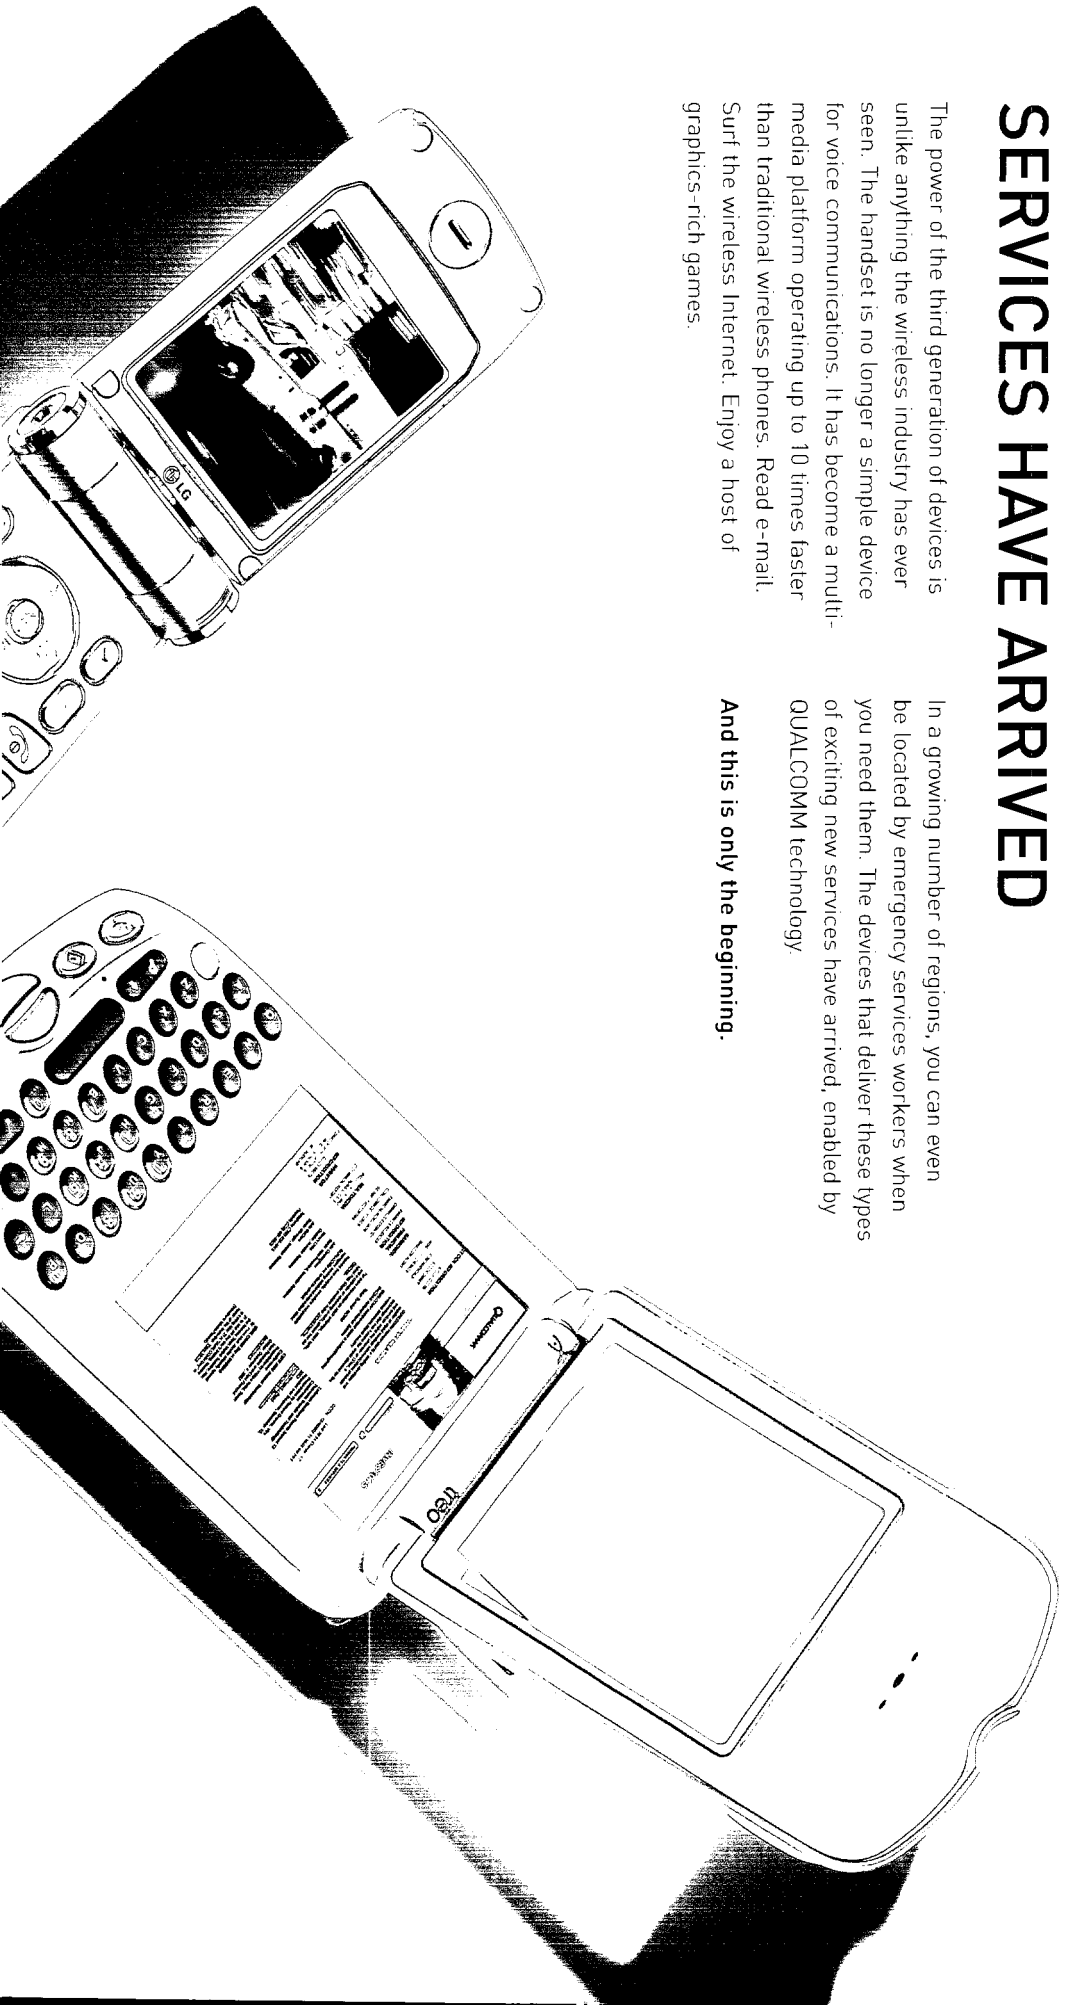 SERVICES HAVE ARRIVED
The power of the third generation of devices is
unlike anything the wireless industry has ever
seen. The handset is no longer a simple device
for voice communications. It has become a multi-
media platform operating up to 10 times faster
than traditional wireless phones. Read e-mail.
Surf the wireless Internet. Enjoy a host of
graphics-rich games.
In a growing number of regions, you can even
be located by emergency services workers when
you need them. The devices that deliver these types
of exciting new services have arrived, enabled by
QUALCOMM technology.
And this is only the beginning.
LG
QUALCOMM
treo